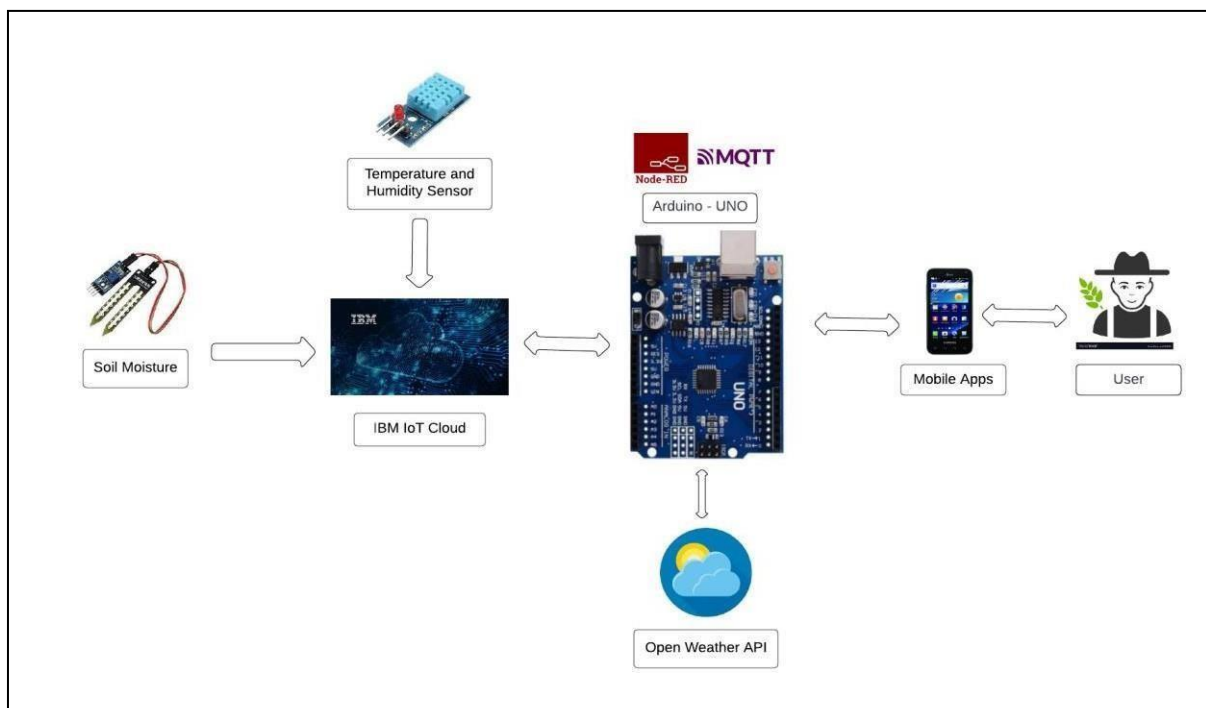 Temperature and
Humidity Sensor
Node-RED
MQTT
Arduino - UNO
Soil Moisture
IBM
IBM IoT Cloud
UNO
Mobile Apps
User
Open Weather API